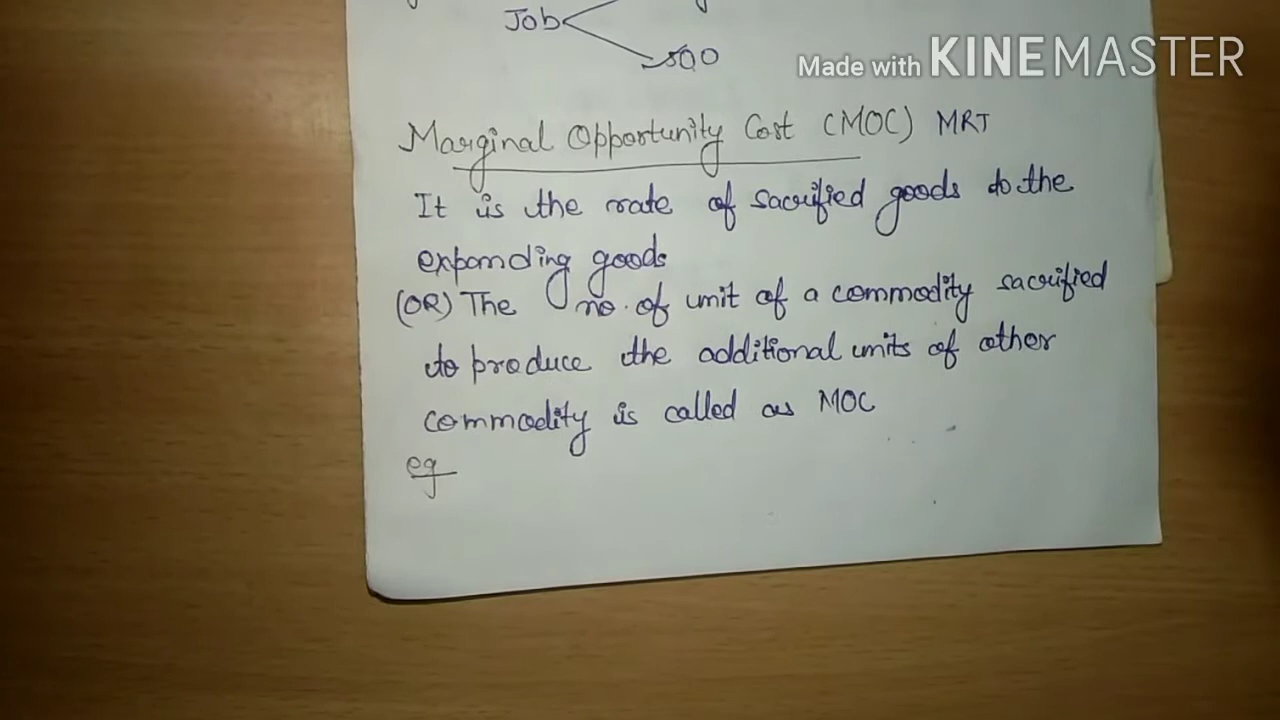 Job
500
Made with KINEMASTER
Marginal Opportunity Cost (MOC) MRT
It is the rate of sacrified goods to the
expanding goods
(OR) The no. of unit of a commodity sacrified
to produce the additional units of other
commodity is called as MOC
eg